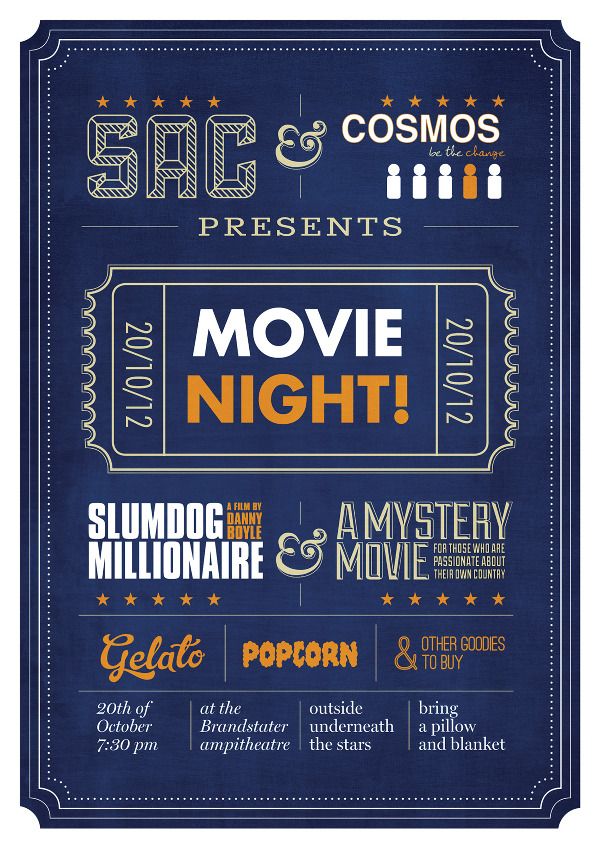 SAC & COSMOS
be the change
PRESENTS
20/10/12
MOVIE
NIGHT!
20/10/12
SLUMDOG
MILLIONAIRE
A FILM BY
DANNY
BOYLE
&
A MYSTERY
MOVIE
FOR THOSE WHO ARE
PASSIONATE ABOUT
THEIR OWN COUNTRY
Gelato
POPCORN
& OTHER GOODIES
TO BUY
20th of
October
7:30 pm
at the
Brandstater
ampitheatre
outside
underneath
the stars
bring
a pillow
and blanket